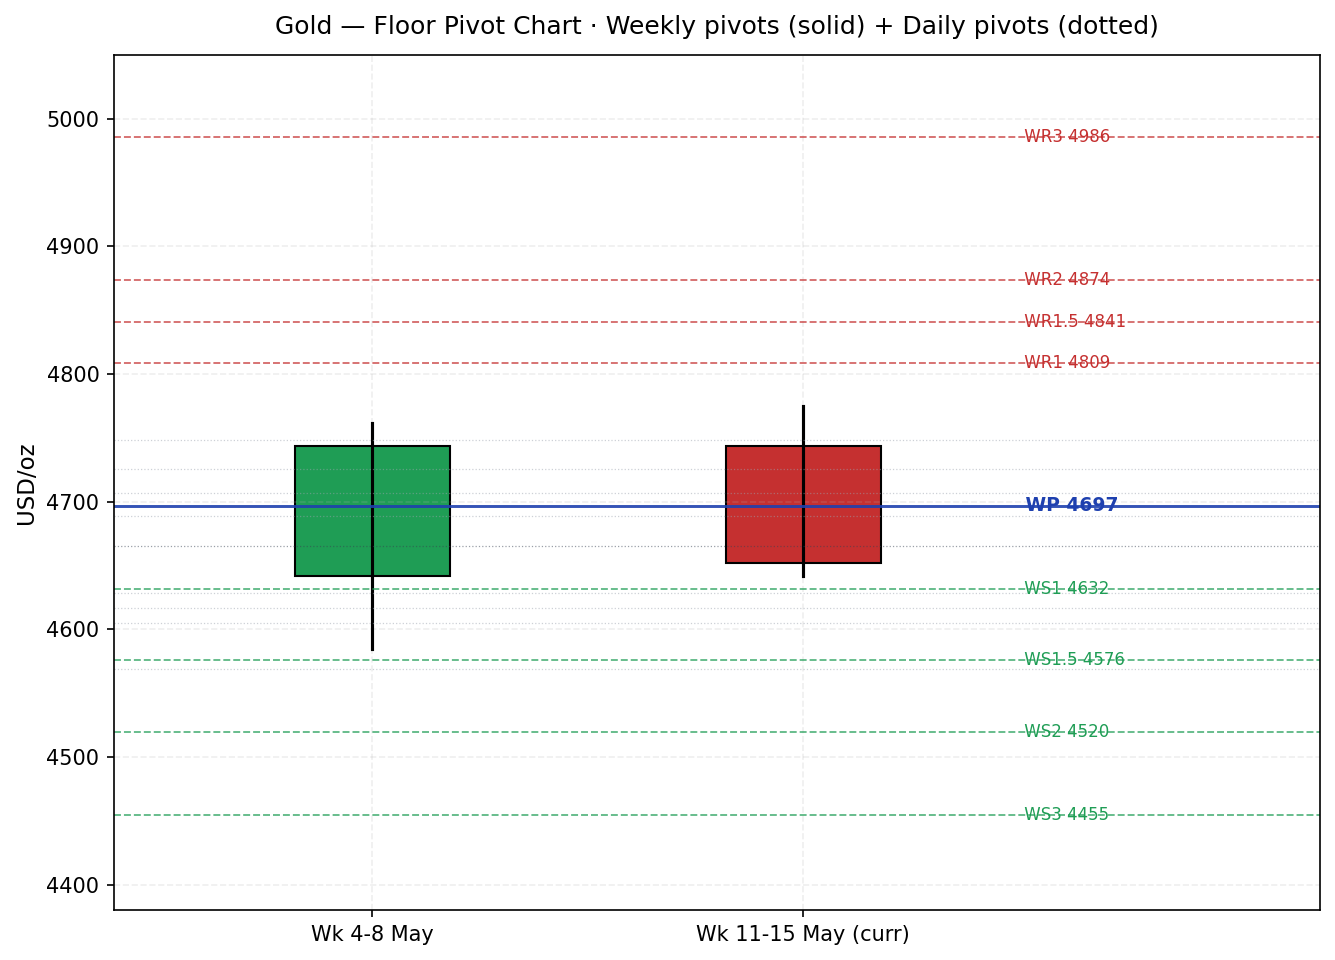 Gold — Floor Pivot Chart · Weekly pivots (solid) + Daily pivots (dotted)
USD/oz
5000
4900
4800
4700
4600
4500
4400
WR3 4986
WR2 4874
WR1.5 4841
WR1 4809
WP 4697
WS1 4632
WS1.5 4576
WS2 4520
WS3 4455
Wk 4-8 May
Wk 11-15 May (curr)